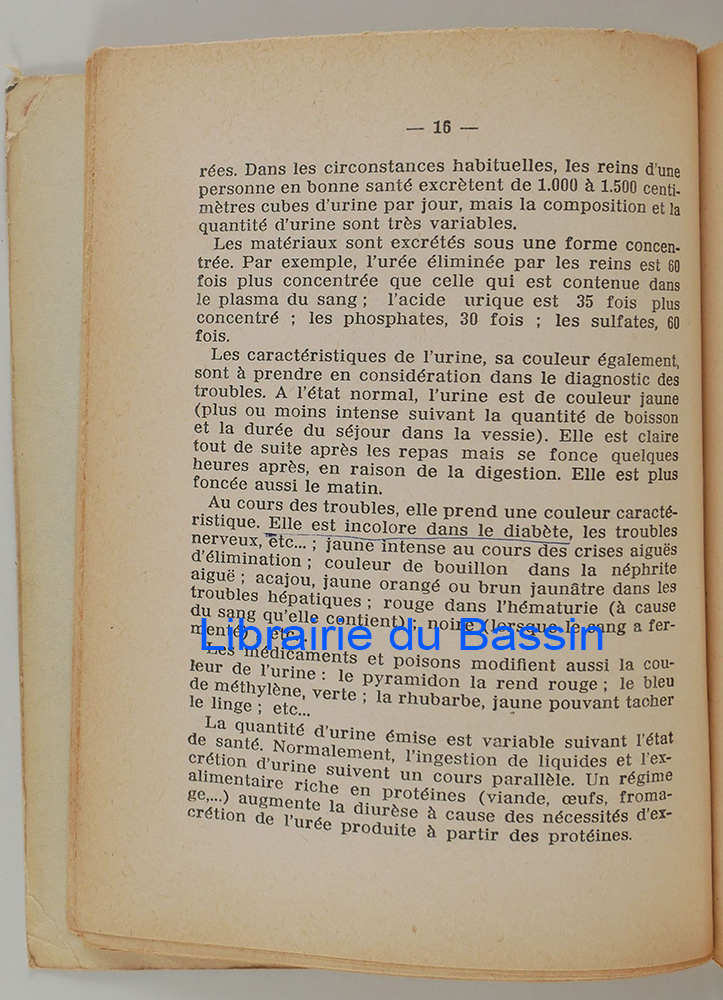 — 16 —
rées. Dans les circonstances habituelles, les reins d'une
personne en bonne santé excrètent de 1.000 à 1.500 centi-
mètres cubes d'urine par jour, mais la composition et la
quantité d'urine sont très variables.
Les matériaux sont excrétés sous une forme concen-
trée. Par exemple, l'urée éliminée par les reins est 60
fois plus concentrée que celle qui est contenue dans
le plasma du sang ; l'acide urique est 35 fois plus
concentré ; les phosphates, 30 fois ; les sulfates, 60
fois.
Les caractéristiques de l'urine, sa couleur également,
sont à prendre en considération dans le diagnostic des
troubles. A l'état normal, l'urine est de couleur jaune
(plus ou moins intense suivant la quantité de boisson
et la durée du séjour dans la vessie). Elle est claire
tout de suite après les repas mais se fonce quelques
heures après, en raison de la digestion. Elle est plus
foncée aussi le matin.
Au cours des troubles, elle prend une couleur caracté-
ristique. Elle est incolore dans le diabète, les troubles
nerveux, etc... ; jaune intense au cours des crises aiguës
d'élimination ; couleur de bouillon dans la néphrite
aiguë ; acajou, jaune orangé ou brun jaunâtre dans les
troubles hépatiques ; rouge dans l'hématurie (à cause
du sang qu'elle contient) ; noire (lorsque le sang a fer-
menté) etc...
Librairie du Bassin
Les médicaments et poisons modifient aussi la cou-
leur de l'urine : le pyramidon la rend rouge ; le bleu
de méthylène, verte ; la rhubarbe, jaune pouvant tacher
le linge ; etc...
La quantité d'urine émise est variable suivant l'état
de santé. Normalement, l'ingestion de liquides et l'ex-
crétion d'urine suivent un cours parallèle. Un régime
alimentaire riche en protéines (viande, œufs, froma-
ge,...) augmente la diurèse à cause des nécessités d'ex-
crétion de l'urée produite à partir des protéines.